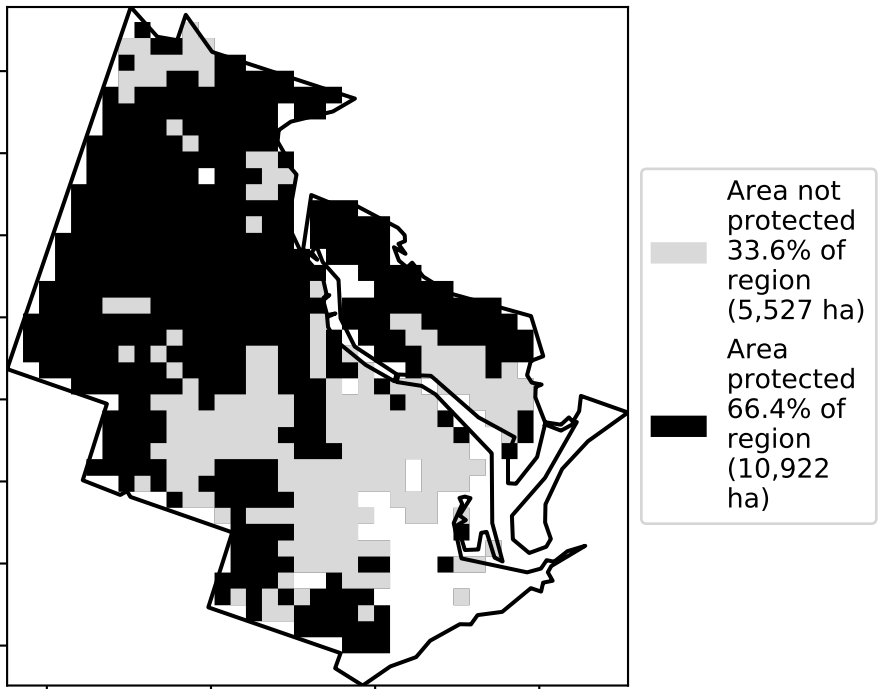 Area not
protected
33.6% of
region
(5,527 ha)
Area
protected
66.4% of
region
(10,922
ha)